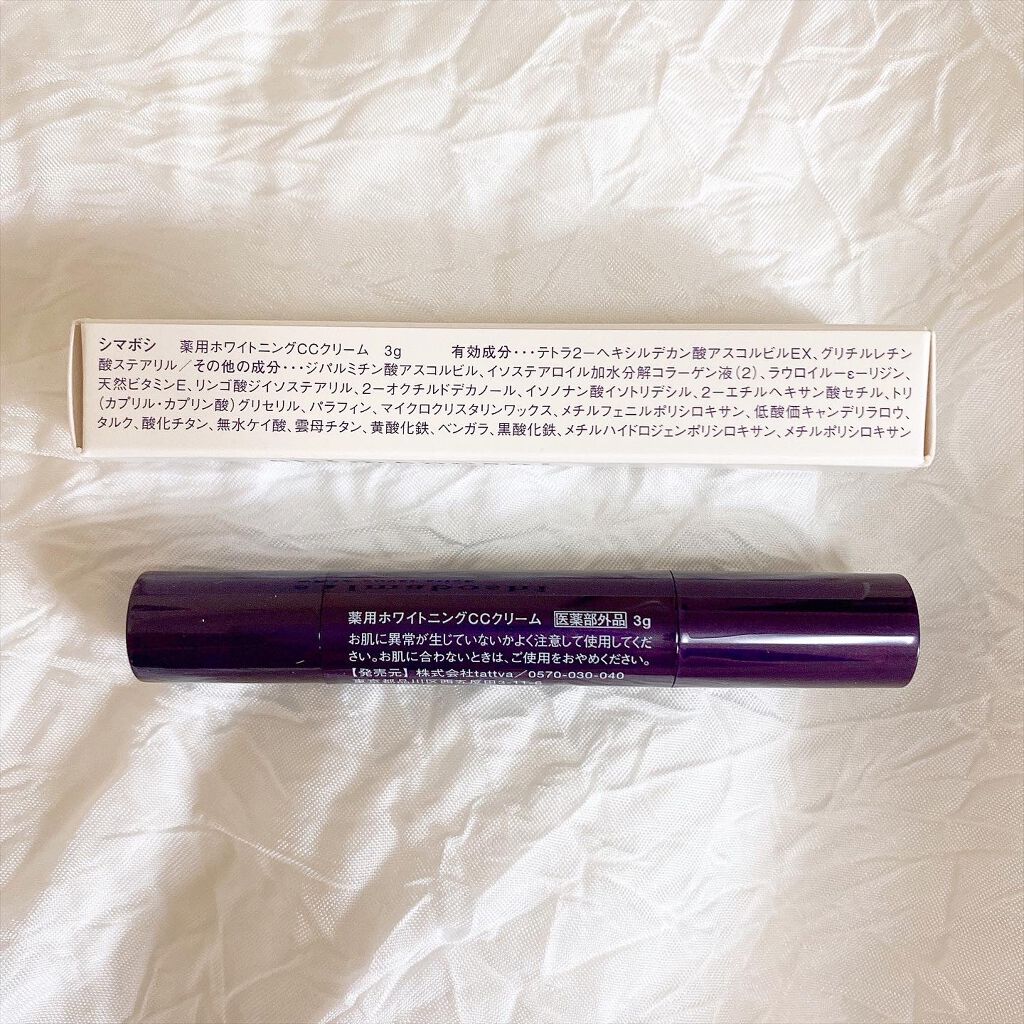 シマボシ 薬用ホワイトニングCCクリーム 3g 有効成分・・・テトラ2－ヘキシルデカン酸アスコルビルEX、グリチルレチン
酸ステアリル／その他の成分・・・ジパルミチン酸アスコルビル、イソステアロイル加水分解コラーゲン液（2）、ラウロイル－ε－リジン、
天然ビタミンE、リンゴ酸ジイソステアリル、2－オクチルドデカノール、イソノナン酸イソトリデシル、2－エチルヘキサン酸セチル、トリ
（カプリル・カプリン酸）グリセリル、パラフィン、マイクロクリスタリンワックス、メチルフェニルポリシロキサン、低酸価キャンデリラロウ、
タルク、酸化チタン、無水ケイ酸、雲母チタン、黄酸化鉄、ベンガラ、黒酸化鉄、メチルハイドロジェンポリシロキサン、メチルポリシロキサン
薬用ホワイトニングCCクリーム 医薬部外品 3g
お肌に異常が生じていないかよく注意して使用してくだ
さい。お肌に合わないときは、ご使用をおやめください。
【発売元】株式会社tattva／0570-030-040
東京都品川区西五反田3-11-6